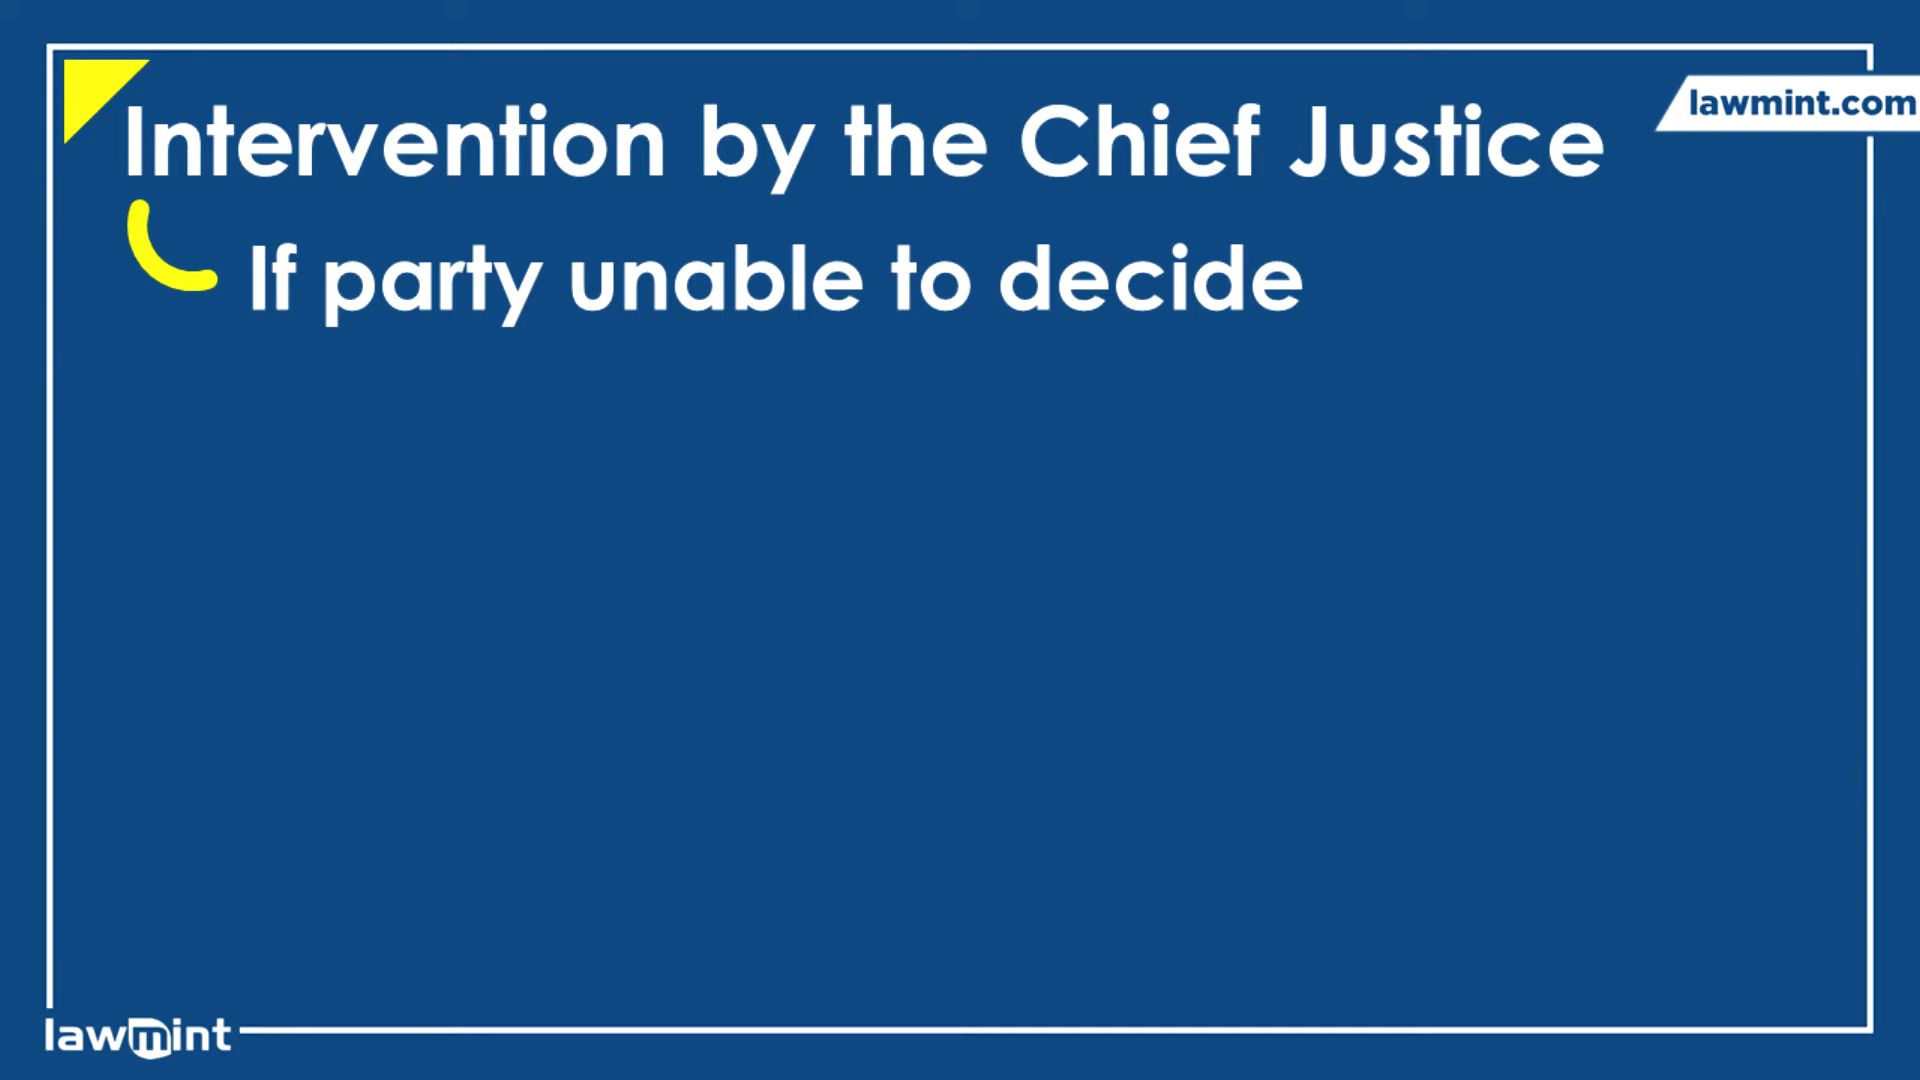 Intervention by the Chief Justice
lawmint.com
If party unable to decide
lawmint